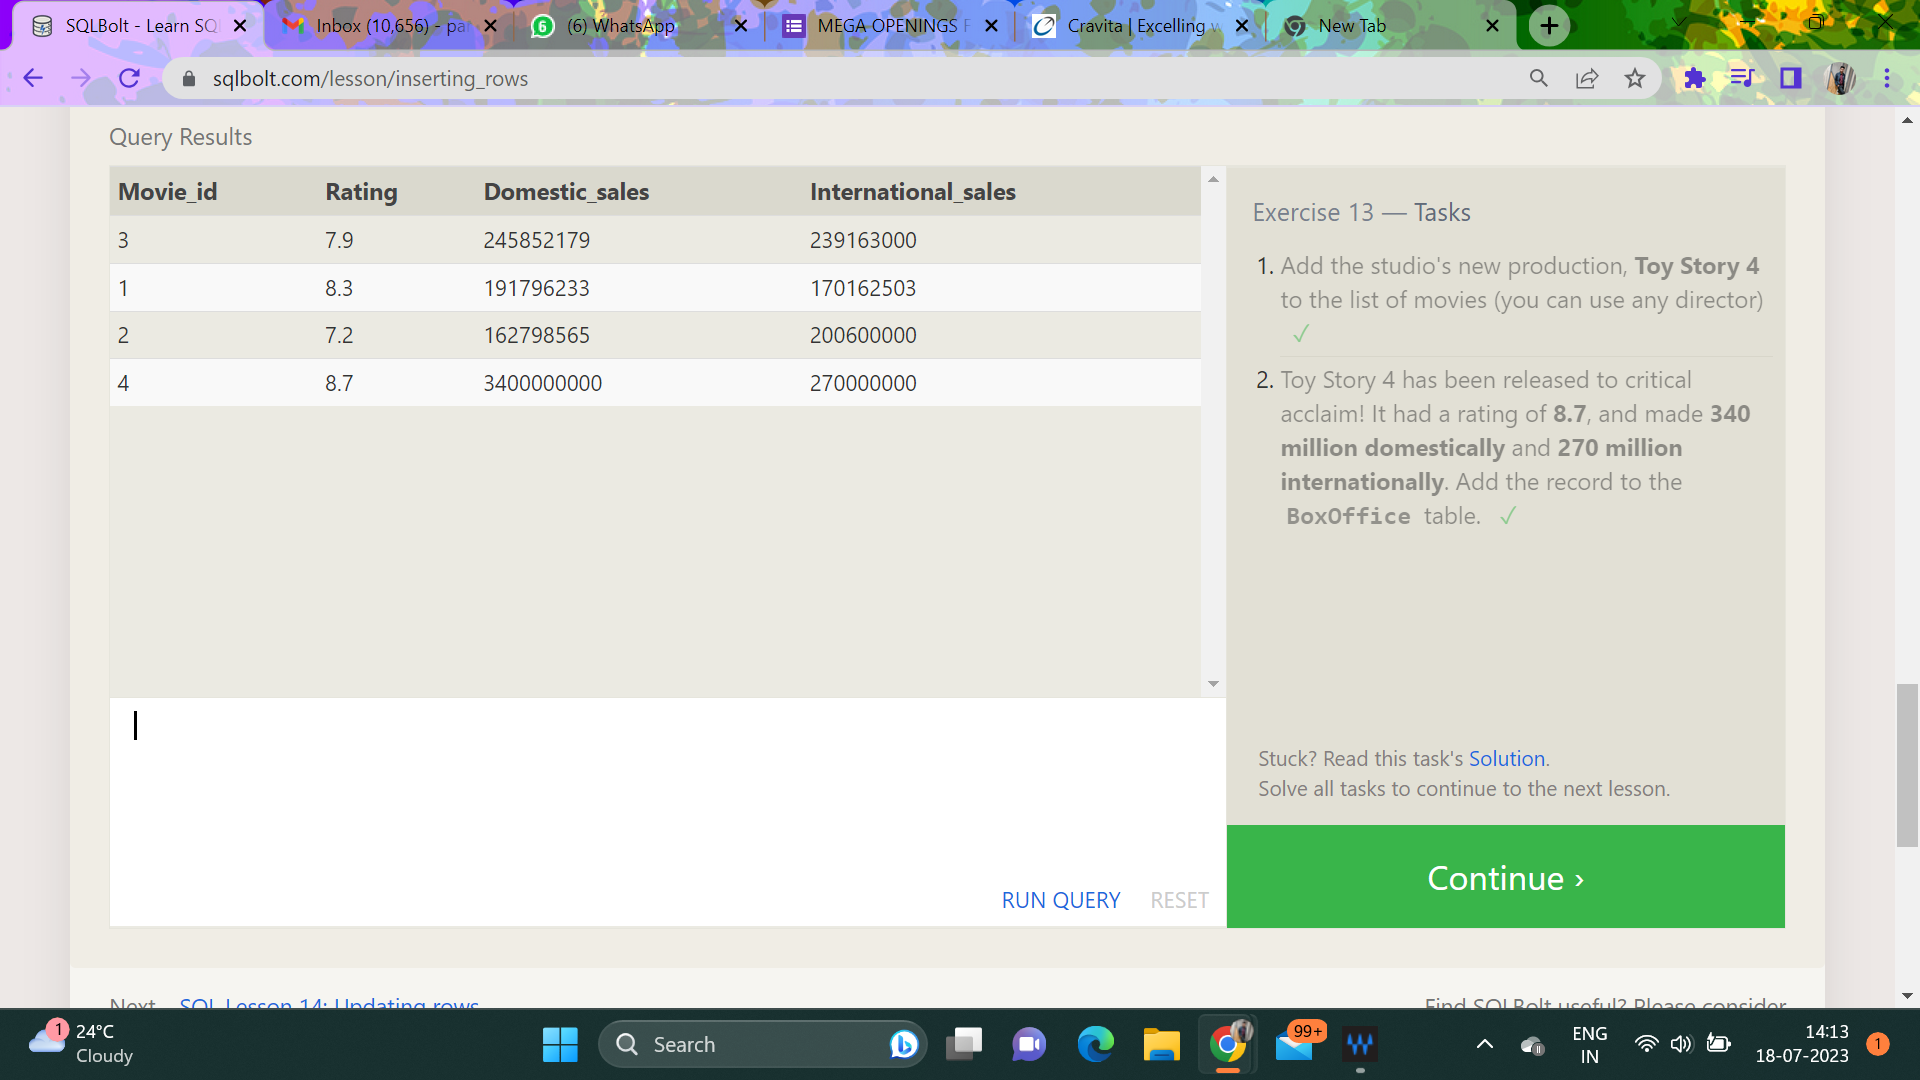 SQLBolt - Learn SQ
Inbox (10,656) - pa
(6) WhatsApp
MEGA OPENINGS F
Cravita | Excelling w
New Tab
sqlbolt.com/lesson/inserting_rows
Query Results
Movie_id Rating Domestic_sales International_sales
3 7.9 245852179 239163000
1 8.3 191796233 170162503
2 7.2 162798565 200600000
4 8.7 3400000000 270000000
Exercise 13 — Tasks
1. Add the studio's new production, Toy Story 4
to the list of movies (you can use any director)
✓
2. Toy Story 4 has been released to critical
acclaim! It had a rating of 8.7, and made 340
million domestically and 270 million
internationally. Add the record to the
BoxOffice table. ✓
Stuck? Read this task's Solution.
Solve all tasks to continue to the next lesson.
RUN QUERY RESET
Continue ›
Next – SQL Lesson 14: Updating rows
Find SQLBolt useful? Please consider
1
24°C
Cloudy
Search
99+
ENG
IN
14:13
18-07-2023
1